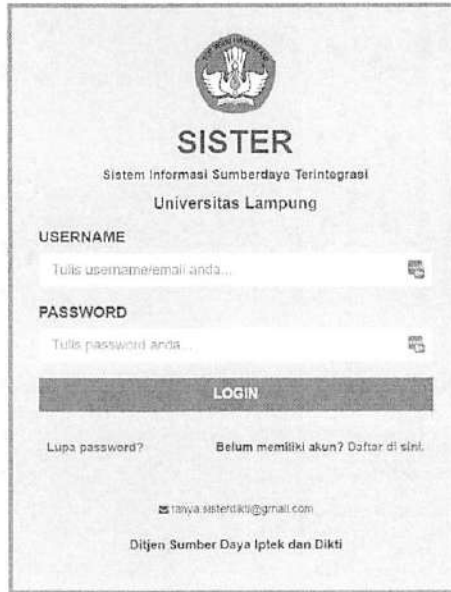 SISTER
Sistem Informasi Sumberdaya Terintegrasi
Universitas Lampung
USERNAME
Tulis username/email anda...
PASSWORD
Tulis password anda...
LOGIN
Lupa password? Belum memiliki akun? Daftar di sini.
tanya.sisterdikti@gmail.com
Ditjen Sumber Daya Iptek dan Dikti